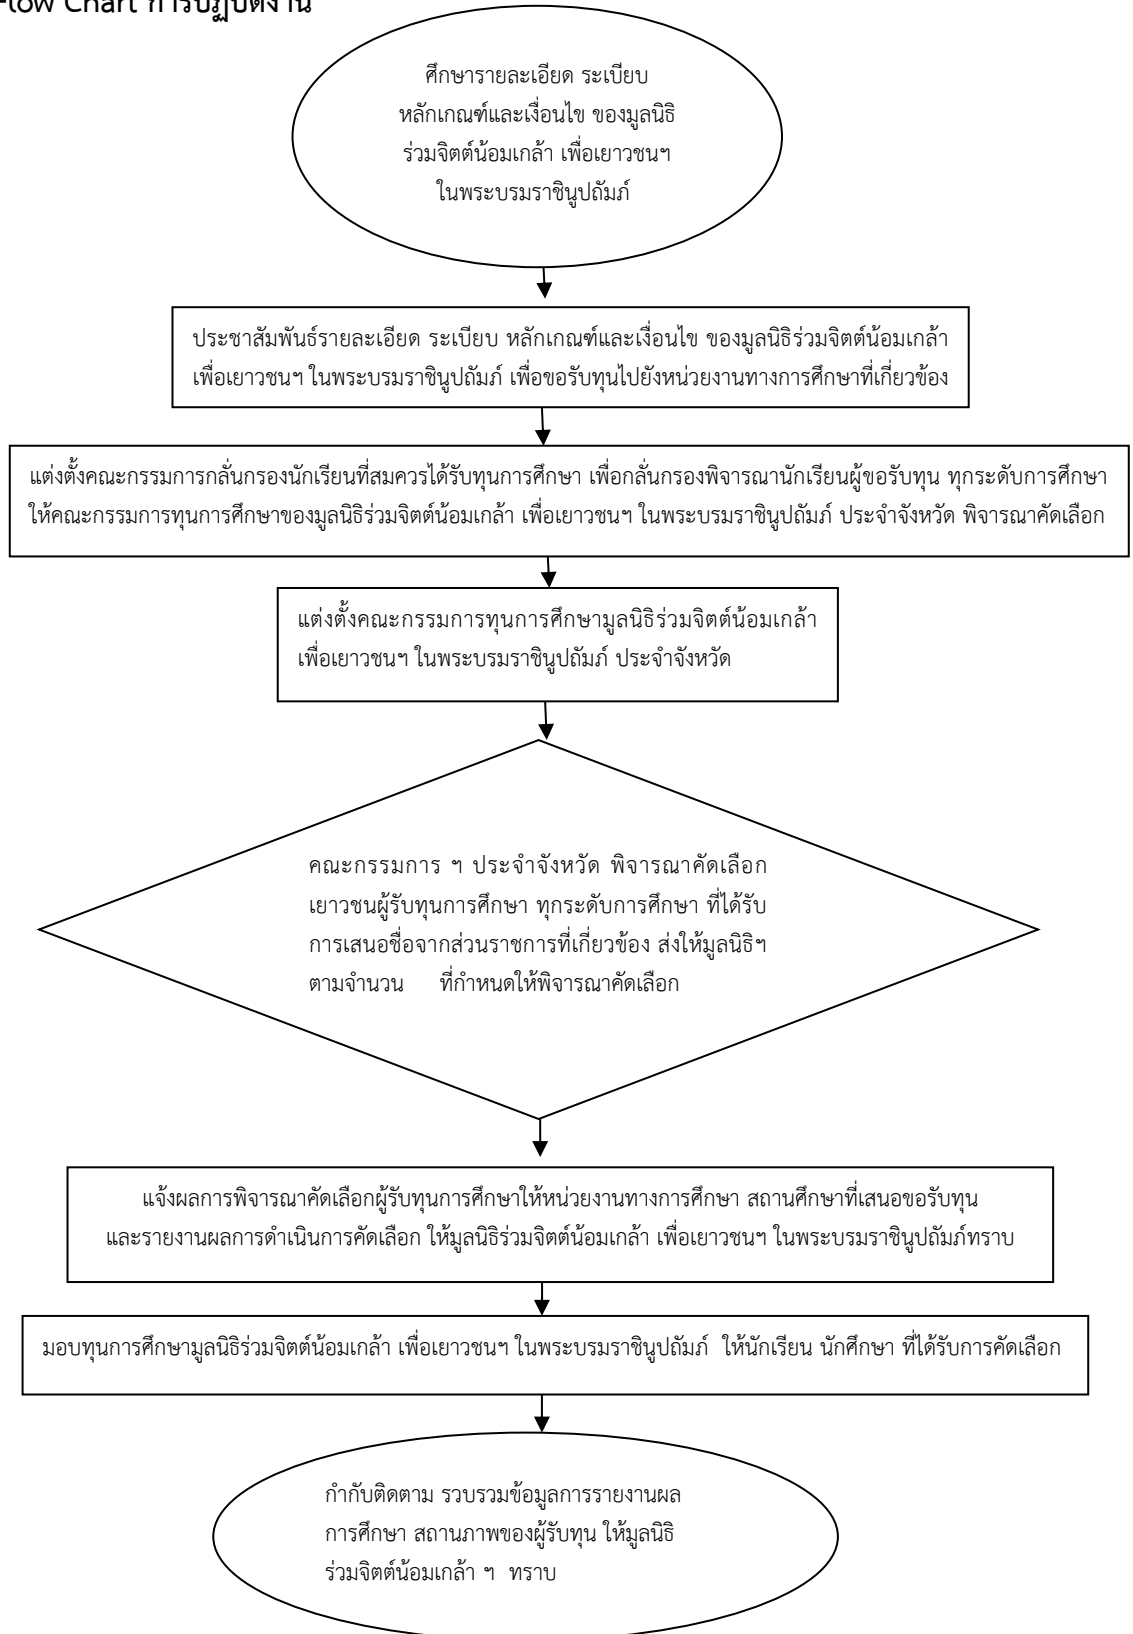 Flow Chart การปฏิบัติงาน
ศึกษารายละเอียด ระเบียบ
หลักเกณฑ์และเงื่อนไข ของมูลนิธิ
ร่วมจิตต์น้อมเกล้า เพื่อเยาวชนฯ
ในพระบรมราชินูปถัมภ์
ประชาสัมพันธ์รายละเอียด ระเบียบ หลักเกณฑ์และเงื่อนไข ของมูลนิธิร่วมจิตต์น้อมเกล้า
เพื่อเยาวชนฯ ในพระบรมราชินูปถัมภ์ เพื่อขอรับทุนไปยังหน่วยงานทางการศึกษาที่เกี่ยวข้อง
แต่งตั้งคณะกรรมการกลั่นกรองนักเรียนที่สมควรได้รับทุนการศึกษา เพื่อกลั่นกรองพิจารณานักเรียนผู้ขอรับทุน ทุกระดับการศึกษา
ให้คณะกรรมการทุนการศึกษาของมูลนิธิร่วมจิตต์น้อมเกล้า เพื่อเยาวชนฯ ในพระบรมราชินูปถัมภ์ ประจำจังหวัด พิจารณาคัดเลือก
แต่งตั้งคณะกรรมการทุนการศึกษามูลนิธิร่วมจิตต์น้อมเกล้า
เพื่อเยาวชนฯ ในพระบรมราชินูปถัมภ์ ประจำจังหวัด
คณะกรรมการ ฯ ประจำจังหวัด พิจารณาคัดเลือก
เยาวชนผู้รับทุนการศึกษา ทุกระดับการศึกษา ที่ได้รับ
การเสนอชื่อจากส่วนราชการที่เกี่ยวข้อง ส่งให้มูลนิธิฯ
ตามจำนวน ที่กำหนดให้พิจารณาคัดเลือก
แจ้งผลการพิจารณาคัดเลือกผู้รับทุนการศึกษาให้หน่วยงานทางการศึกษา สถานศึกษาที่เสนอขอรับทุน
และรายงานผลการดำเนินการคัดเลือก ให้มูลนิธิร่วมจิตต์น้อมเกล้า เพื่อเยาวชนฯ ในพระบรมราชินูปถัมภ์ทราบ
มอบทุนการศึกษามูลนิธิร่วมจิตต์น้อมเกล้า เพื่อเยาวชนฯ ในพระบรมราชินูปถัมภ์ ให้นักเรียน นักศึกษา ที่ได้รับการคัดเลือก
กำกับติดตาม รวบรวมข้อมูลการรายงานผล
การศึกษา สถานภาพของผู้รับทุน ให้มูลนิธิ
ร่วมจิตต์น้อมเกล้า ฯ ทราบ